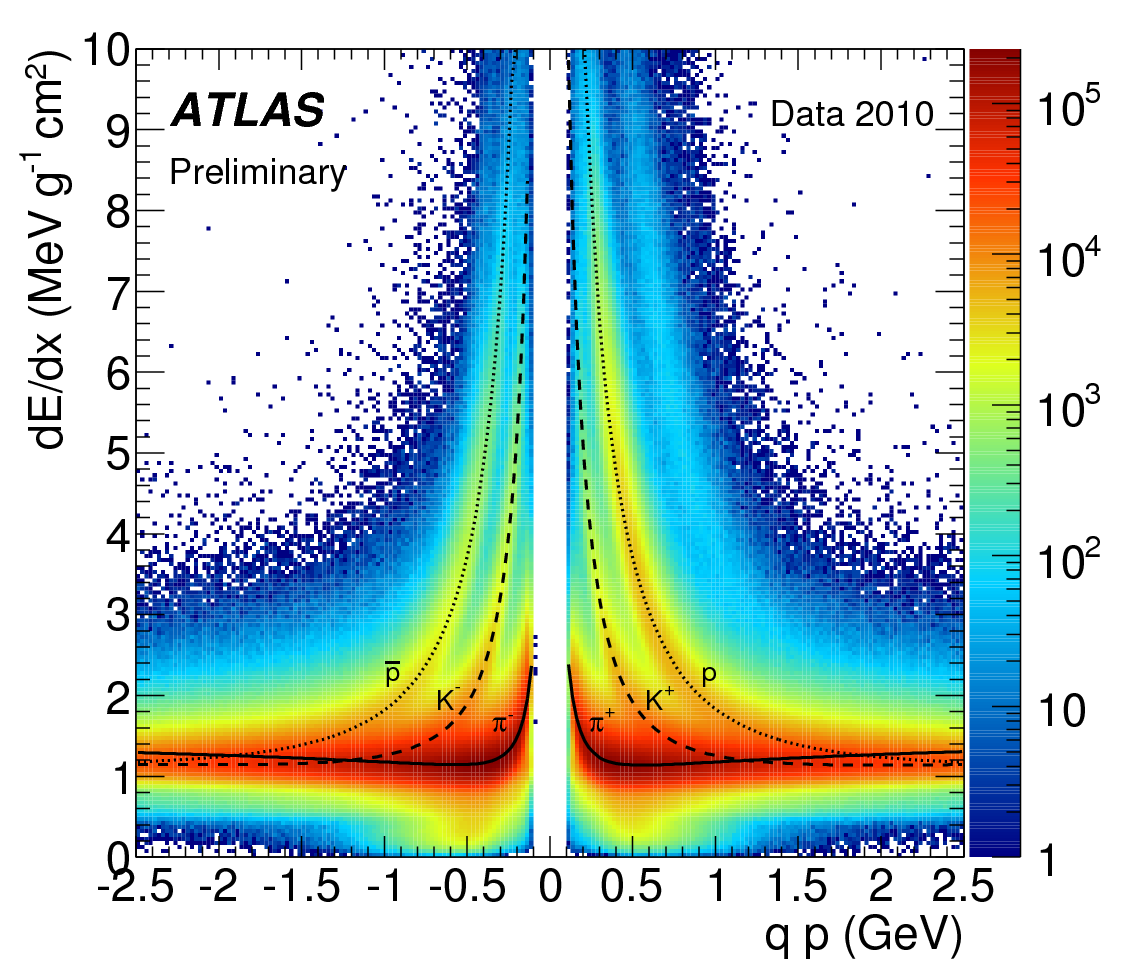 dE/dx (MeV g⁻¹ cm²)
10
9
8
7
6
5
4
3
2
1
0
ATLAS
Preliminary
Data 2010
p̅
K⁻
π⁻
π⁺
K⁺
p
-2.5 -2 -1.5 -1 -0.5 0 0.5 1 1.5 2 2.5
q p (GeV)
10⁵
10⁴
10³
10²
10
1